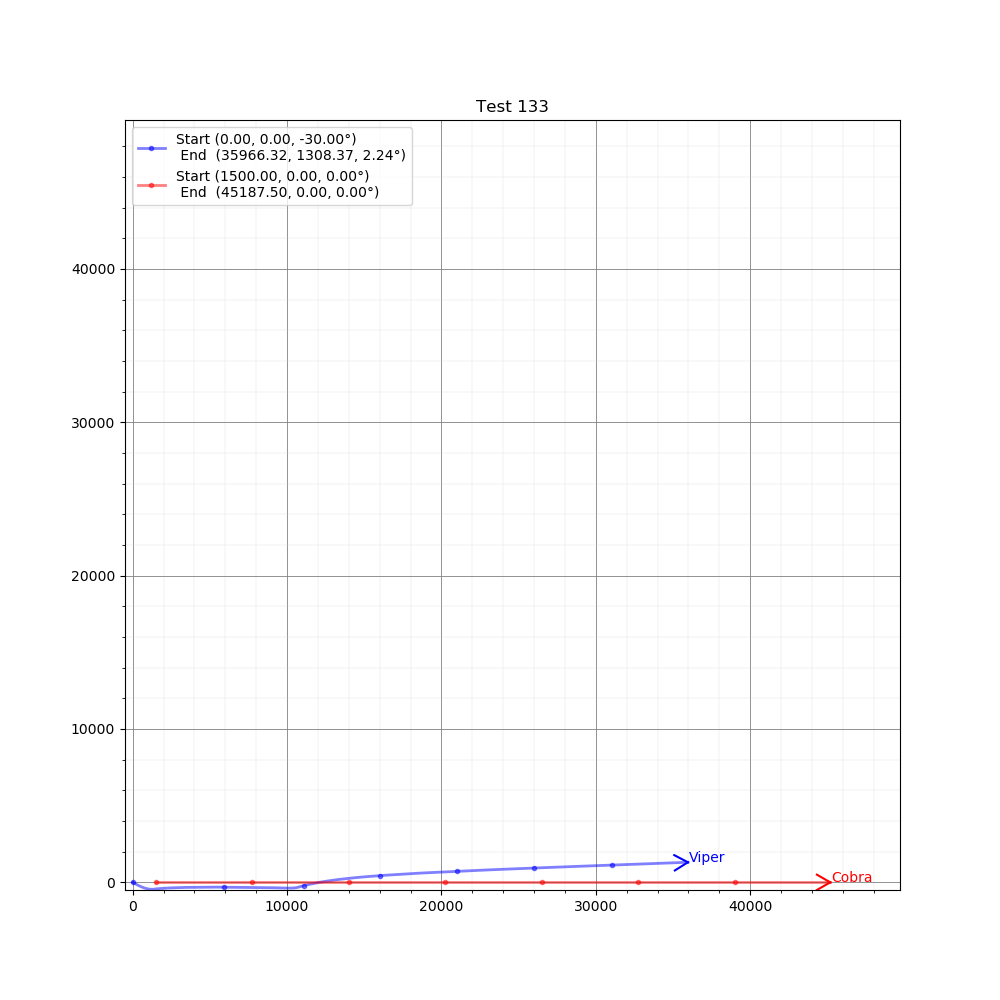 Test 133
Start (0.00, 0.00, -30.00°)
End (35966.32, 1308.37, 2.24°)
Start (1500.00, 0.00, 0.00°)
End (45187.50, 0.00, 0.00°)
40000
30000
20000
10000
0
Viper
Cobra
0 10000 20000 30000 40000